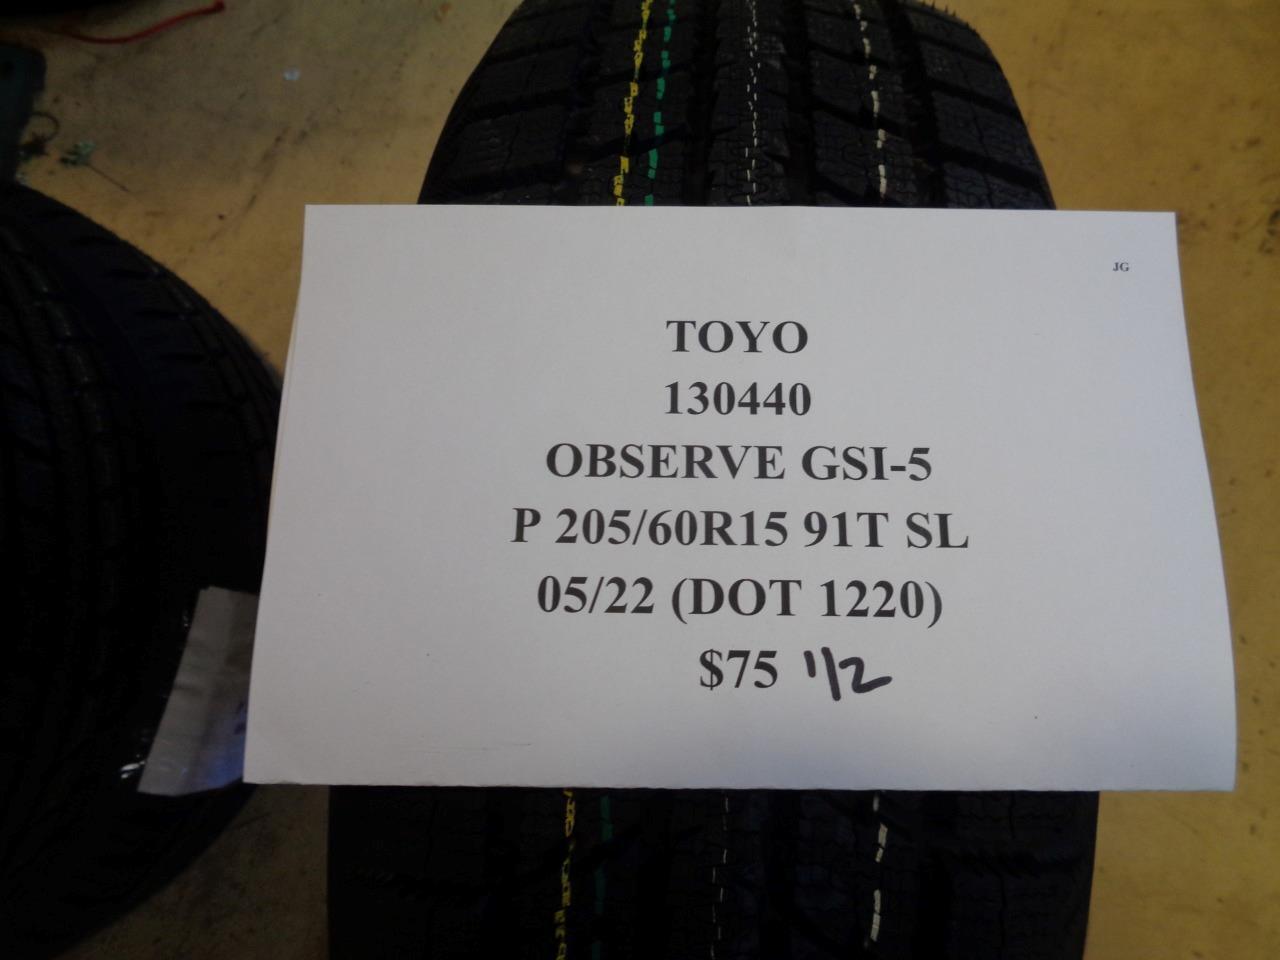 JG
TOYO
130440
OBSERVE GSI-5
P 205/60R15 91T SL
05/22 (DOT 1220)
$75 1/2